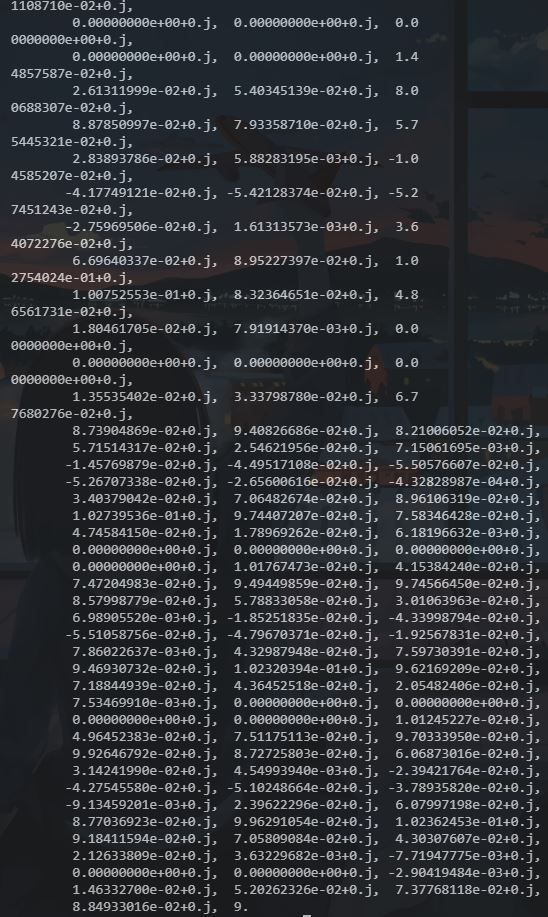 1108710e-02+0.j,
0.00000000e+00+0.j,  0.00000000e+00+0.j,  0.0
0000000e+00+0.j,
0.00000000e+00+0.j,  0.00000000e+00+0.j,  1.4
4857587e-02+0.j,
2.61311999e-02+0.j,  5.40345139e-02+0.j,  8.0
0688307e-02+0.j,
8.87850997e-02+0.j,  7.93358710e-02+0.j,  5.7
5445321e-02+0.j,
2.83893786e-02+0.j,  5.88283195e-03+0.j, -1.0
4585207e-02+0.j,
-4.17749121e-02+0.j, -5.42128374e-02+0.j, -5.2
7451243e-02+0.j,
-2.75969506e-02+0.j,  1.61313573e-03+0.j,  3.6
4072276e-02+0.j,
6.69640337e-02+0.j,  8.95227397e-02+0.j,  1.0
2754024e-01+0.j,
1.00752553e-01+0.j,  8.32364651e-02+0.j,  4.8
6561731e-02+0.j,
1.80461705e-02+0.j,  7.91914370e-03+0.j,  0.0
0000000e+00+0.j,
0.00000000e+00+0.j,  0.00000000e+00+0.j,  0.0
0000000e+00+0.j,
1.35535402e-02+0.j,  3.33798780e-02+0.j,  6.7
7680276e-02+0.j,
8.73904869e-02+0.j,  9.40826686e-02+0.j,  8.21006052e-02+0.j,
5.71514317e-02+0.j,  2.54621956e-02+0.j,  7.15061695e-03+0.j,
-1.45769879e-02+0.j, -4.49517108e-02+0.j, -5.50576607e-02+0.j,
-5.26707338e-02+0.j, -2.65600616e-02+0.j, -4.32828987e-04+0.j,
3.40379042e-02+0.j,  7.06482674e-02+0.j,  8.96106319e-02+0.j,
1.02739536e-01+0.j,  9.74407207e-02+0.j,  7.58346428e-02+0.j,
4.74584150e-02+0.j,  1.78969262e-02+0.j,  6.18196632e-03+0.j,
0.00000000e+00+0.j,  0.00000000e+00+0.j,  0.00000000e+00+0.j,
0.00000000e+00+0.j,  1.01767473e-02+0.j,  4.15384240e-02+0.j,
7.47204983e-02+0.j,  9.49449859e-02+0.j,  9.74566450e-02+0.j,
8.57998779e-02+0.j,  5.78833058e-02+0.j,  3.01063963e-02+0.j,
6.98905520e-03+0.j, -1.85251835e-02+0.j, -4.33998794e-02+0.j,
-5.51058756e-02+0.j, -4.79670371e-02+0.j, -1.92567831e-02+0.j,
7.86022637e-03+0.j,  4.32987948e-02+0.j,  7.59730391e-02+0.j,
9.46930732e-02+0.j,  1.02320394e-01+0.j,  9.62169209e-02+0.j,
7.18844939e-02+0.j,  4.36452518e-02+0.j,  2.05482406e-02+0.j,
7.53469910e-03+0.j,  0.00000000e+00+0.j,  0.00000000e+00+0.j,
0.00000000e+00+0.j,  0.00000000e+00+0.j,  1.01245227e-02+0.j,
4.96452383e-02+0.j,  7.51175113e-02+0.j,  9.70333950e-02+0.j,
9.92646792e-02+0.j,  8.72725803e-02+0.j,  6.06873016e-02+0.j,
3.14241990e-02+0.j,  4.54993940e-03+0.j, -2.39421764e-02+0.j,
-4.27545580e-02+0.j, -5.10248664e-02+0.j, -3.78935820e-02+0.j,
-9.13459201e-03+0.j,  2.39622296e-02+0.j,  6.07997198e-02+0.j,
8.77036923e-02+0.j,  9.96291054e-02+0.j,  1.02362453e-01+0.j,
9.18411594e-02+0.j,  7.05809084e-02+0.j,  4.30307607e-02+0.j,
2.12633809e-02+0.j,  3.63229682e-03+0.j, -7.71947775e-03+0.j,
0.00000000e+00+0.j,  0.00000000e+00+0.j, -2.90419484e-03+0.j,
1.46332700e-02+0.j,  5.20262326e-02+0.j,  7.37768118e-02+0.j,
8.84933016e-02+0.j,  9.